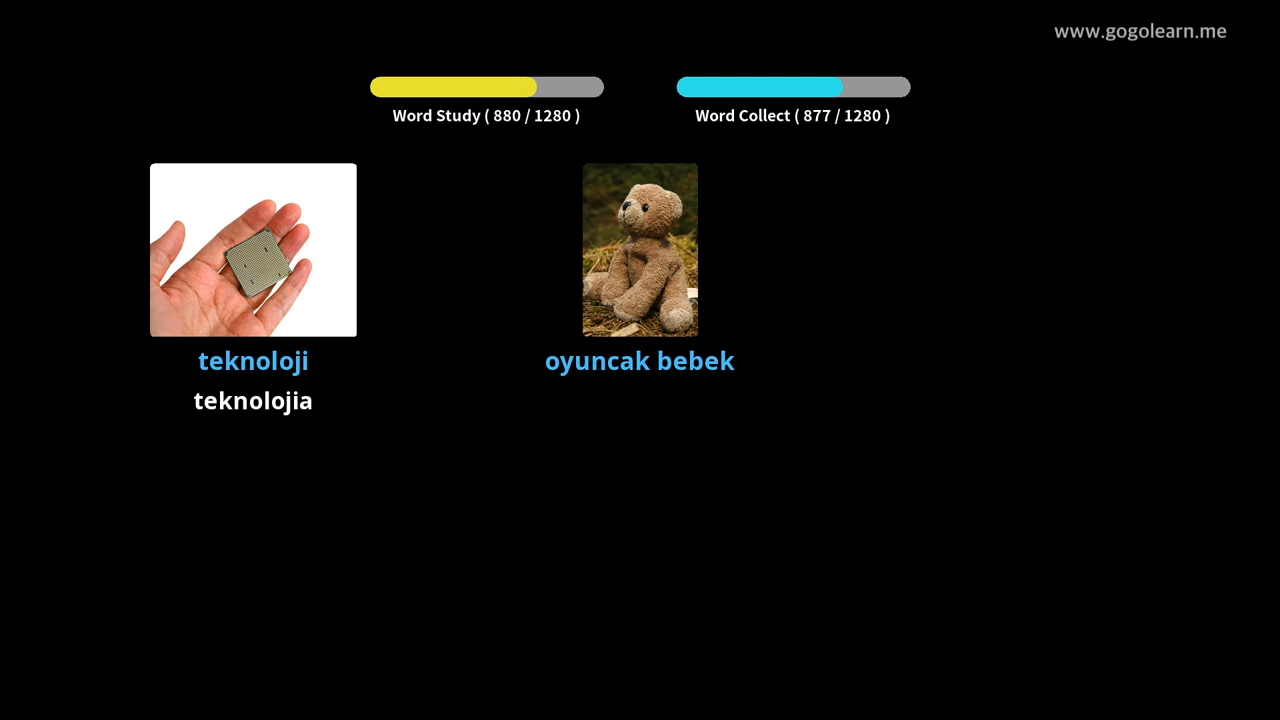 www.gogolearn.me
Word Study ( 880 / 1280 )
Word Collect ( 877 / 1280 )
teknoloji
oyuncak bebek
teknolojia